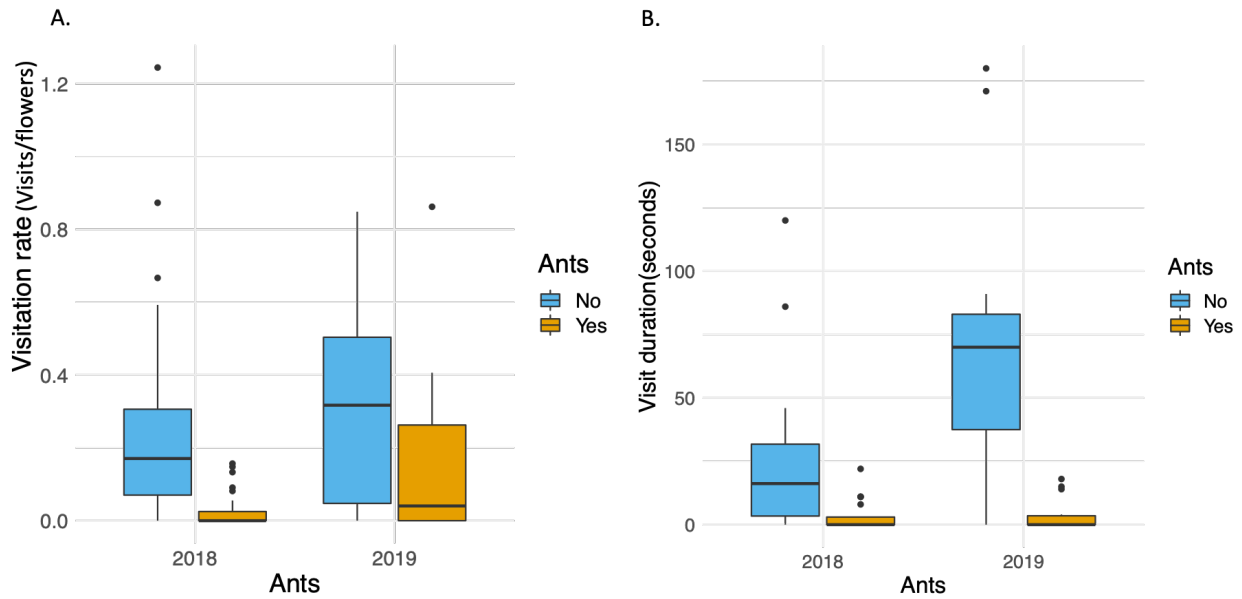 A.
Visitation rate (Visits/flowers)
1.2
0.8
0.4
0.0
2018 2019
Ants
Ants
No
Yes
B.
Visit duration(seconds)
150
100
50
0
2018 2019
Ants
Ants
No
Yes